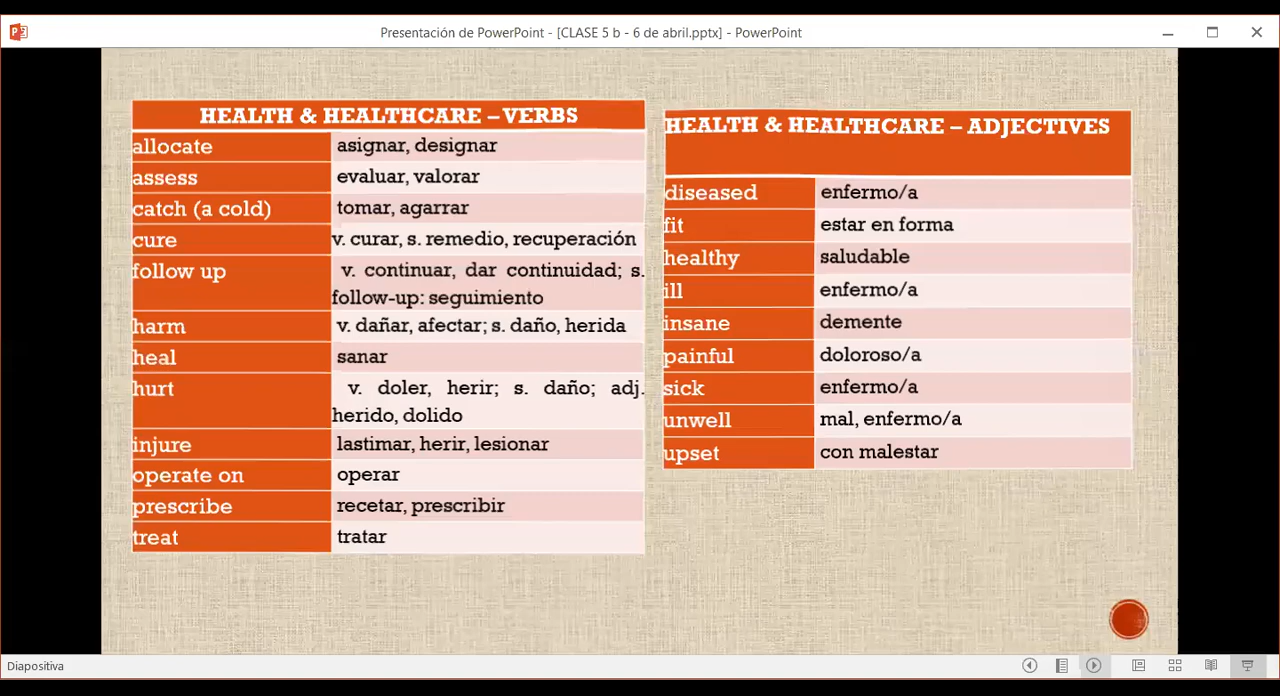 Presentación de PowerPoint - [CLASE 5 b - 6 de abril.pptx] - PowerPoint
HEALTH & HEALTHCARE – VERBS
allocate asignar, designar
assess evaluar, valorar
catch (a cold) tomar, agarrar
cure v. curar, s. remedio, recuperación
follow up v. continuar, dar continuidad; s.
follow-up: seguimiento
harm v. dañar, afectar; s. daño, herida
heal sanar
hurt v. doler, herir; s. daño; adj.
herido, dolido
injure lastimar, herir, lesionar
operate on operar
prescribe recetar, prescribir
treat tratar
HEALTH & HEALTHCARE – ADJECTIVES
diseased enfermo/a
fit estar en forma
healthy saludable
ill enfermo/a
insane demente
painful doloroso/a
sick enfermo/a
unwell mal, enfermo/a
upset con malestar
Diapositiva